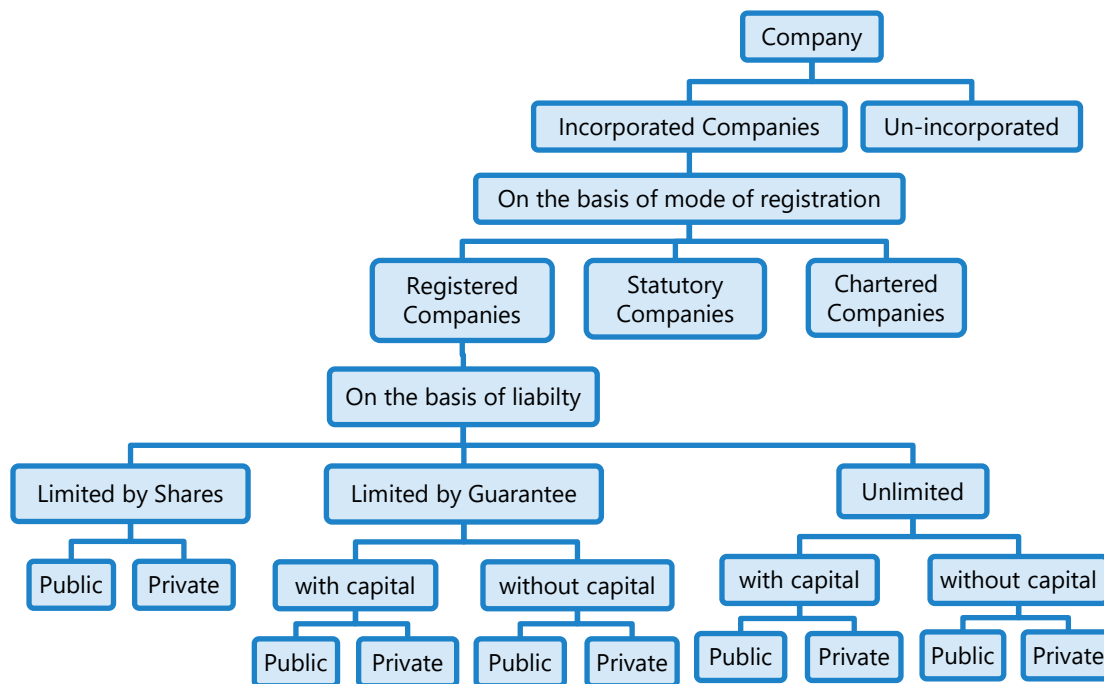 Company
Incorporated Companies
Un-incorporated
On the basis of mode of registration
Registered
Companies
Statutory
Companies
Chartered
Companies
On the basis of liabilty
Limited by Shares
Limited by Guarantee
Unlimited
Public
Private
with capital
without capital
with capital
without capital
Public
Private
Public
Private
Public
Private
Public
Private